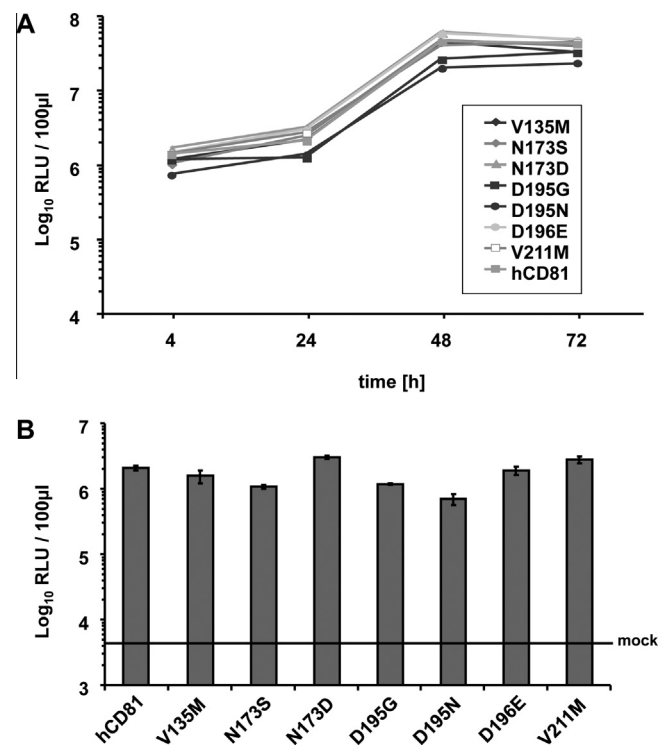 A
8
7
6
5
4
Log₁₀ RLU / 100µl
V135M
N173S
N173D
D195G
D195N
D196E
V211M
hCD81
4 24 48 72
time [h]
B
7
6
5
4
3
Log₁₀ RLU / 100µl
mock
hCD81 V135M N173S N173D D195G D195N D196E V211M